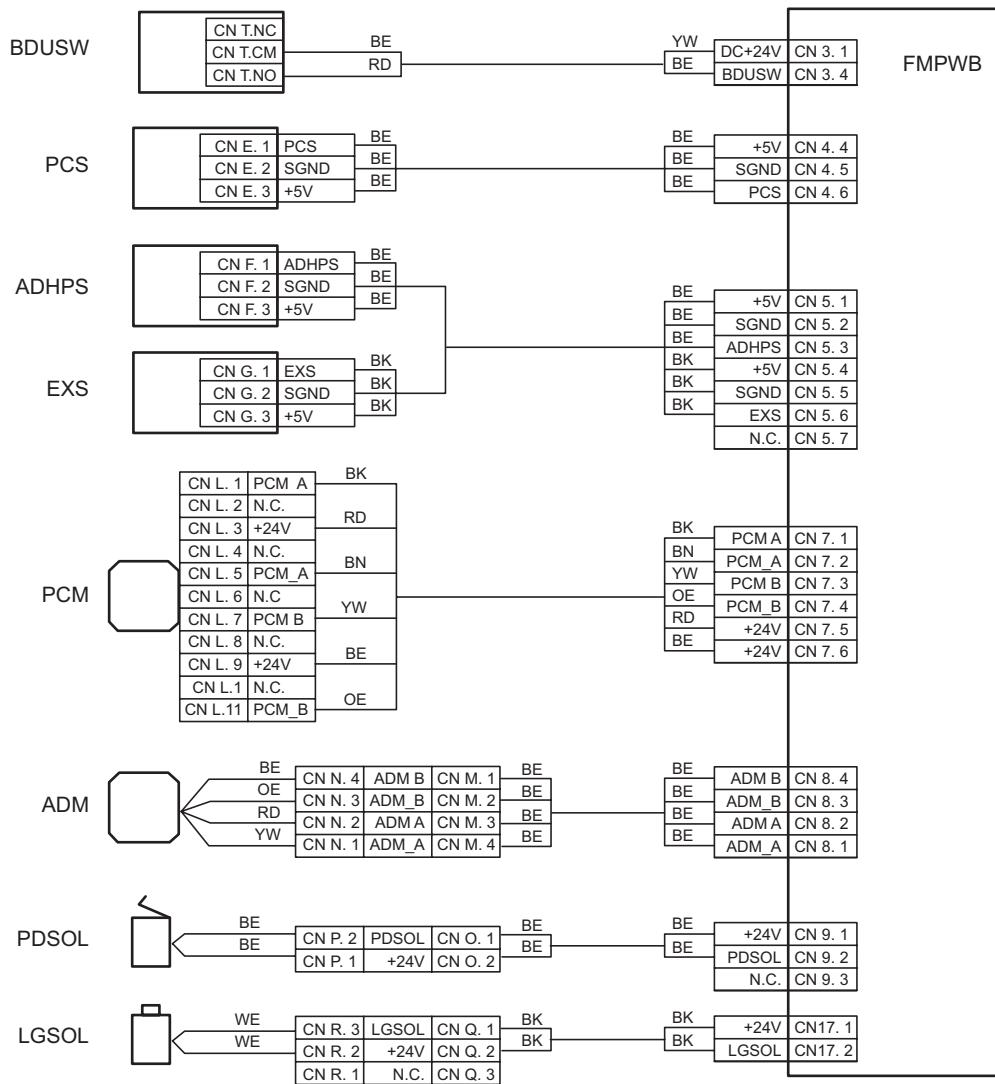 BDUSW
CN T.NC
CN T.CM BE
CN T.NO RD
YW DC+24V CN 3. 1
BE BDUSW CN 3. 4
FMPWB
PCS
CN E. 1 PCS BE
CN E. 2 SGND BE
CN E. 3 +5V BE
BE +5V CN 4. 4
BE SGND CN 4. 5
BE PCS CN 4. 6
ADHPS
CN F. 1 ADHPS BE
CN F. 2 SGND BE
CN F. 3 +5V BE
EXS
CN G. 1 EXS BK
CN G. 2 SGND BK
CN G. 3 +5V BK
BE +5V CN 5. 1
BE SGND CN 5. 2
BE ADHPS CN 5. 3
BK +5V CN 5. 4
BK SGND CN 5. 5
BK EXS CN 5. 6
N.C. CN 5. 7
PCM
CN L. 1 PCM A BK
CN L. 2 N.C.
CN L. 3 +24V RD
CN L. 4 N.C.
CN L. 5 PCM_A BN
CN L. 6 N.C
CN L. 7 PCM B YW
CN L. 8 N.C.
CN L. 9 +24V BE
CN L.1 N.C.
CN L.11 PCM_B OE
BK PCM A CN 7. 1
BN PCM_A CN 7. 2
YW PCM B CN 7. 3
OE PCM_B CN 7. 4
RD +24V CN 7. 5
BE +24V CN 7. 6
ADM
BE CN N. 4 ADM B CN M. 1 BE
OE CN N. 3 ADM_B CN M. 2 BE
RD CN N. 2 ADM A CN M. 3 BE
YW CN N. 1 ADM_A CN M. 4 BE
BE ADM B CN 8. 4
BE ADM_B CN 8. 3
BE ADM A CN 8. 2
BE ADM_A CN 8. 1
PDSOL
BE CN P. 2 PDSOL CN O. 1 BE
BE CN P. 1 +24V CN O. 2 BE
BE +24V CN 9. 1
BE PDSOL CN 9. 2
N.C. CN 9. 3
LGSOL
WE CN R. 3 LGSOL CN Q. 1 BK
WE CN R. 2 +24V CN Q. 2 BK
CN R. 1 N.C. CN Q. 3
BK +24V CN17. 1
BK LGSOL CN17. 2